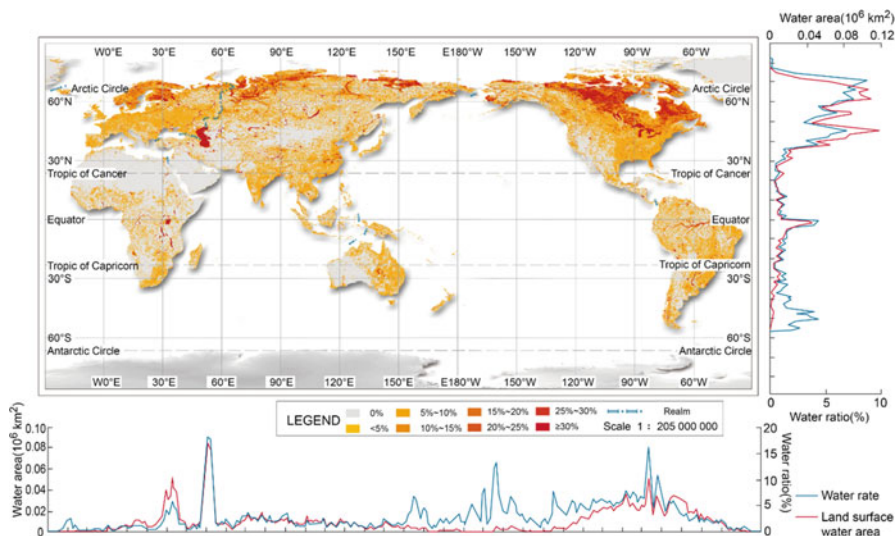 Water area(10⁶ km²)
0 0.04 0.08 0.12
W0°E 30°E 60°E 90°E 120°E 150°E E180°W 150°W 120°W 90°W 60°W
Arctic Circle Arctic Circle
60°N 60°N
30°N 30°N
Tropic of Cancer Tropic of Cancer
Equator Equator
Tropic of Capricorn Tropic of Capricorn
30°S 30°S
60°S 60°S
Antarctic Circle Antarctic Circle
W0°E 30°E 60°E 90°E 120°E 150°E E180°W 150°W 120°W 90°W 60°W
0 5 10
Water ratio(%)
LEGEND
0% 5%~10% 15%~20% 25%~30% Realm
<5% 10%~15% 20%~25% ≥30% Scale 1 : 205 000 000
Water area(10⁶ km²)
0.10
0.08
0.06
0.04
0.02
0
20
15
10
5
0
Water ratio(%)
Water rate
Land surface
water area